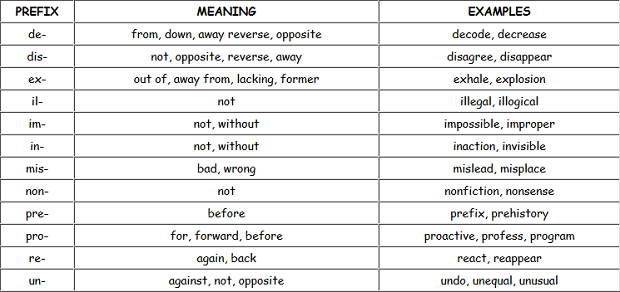 PREFIX MEANING EXAMPLES
de- from, down, away reverse, opposite decode, decrease
dis- not, opposite, reverse, away disagree, disappear
ex- out of, away from, lacking, former exhale, explosion
il- not illegal, illogical
im- not, without impossible, improper
in- not, without inaction, invisible
mis- bad, wrong mislead, misplace
non- not nonfiction, nonsense
pre- before prefix, prehistory
pro- for, forward, before proactive, profess, program
re- again, back react, reappear
un- against, not, opposite undo, unequal, unusual